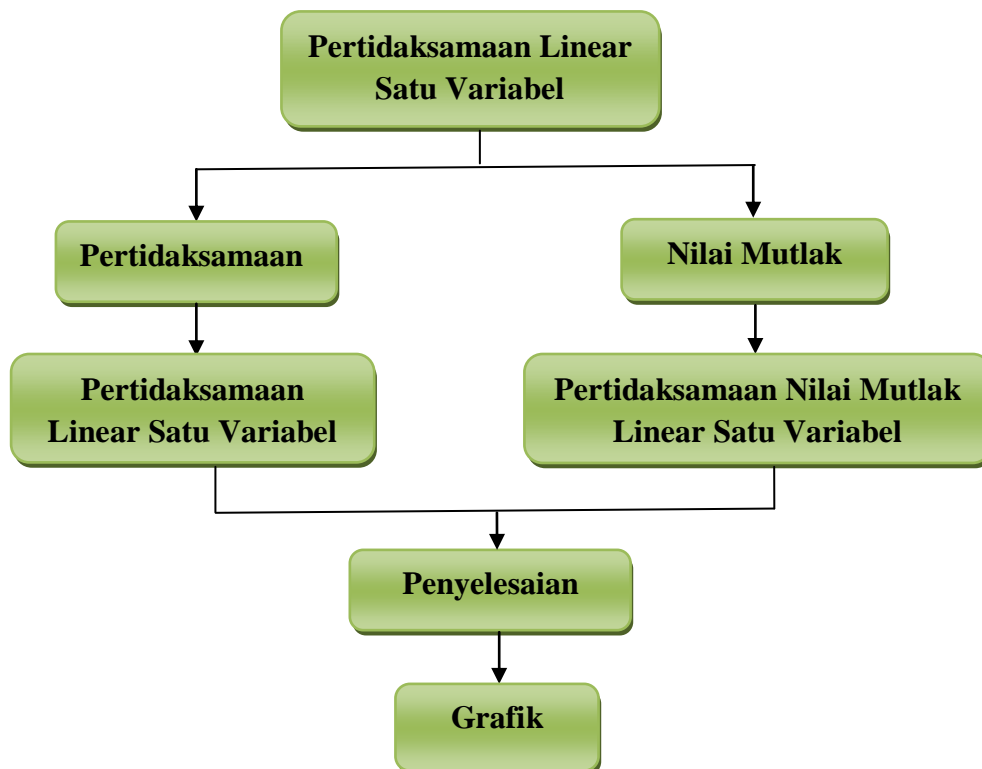 Pertidaksamaan Linear
Satu Variabel
Pertidaksamaan
Nilai Mutlak
Pertidaksamaan
Linear Satu Variabel
Pertidaksamaan Nilai Mutlak
Linear Satu Variabel
Penyelesaian
Grafik